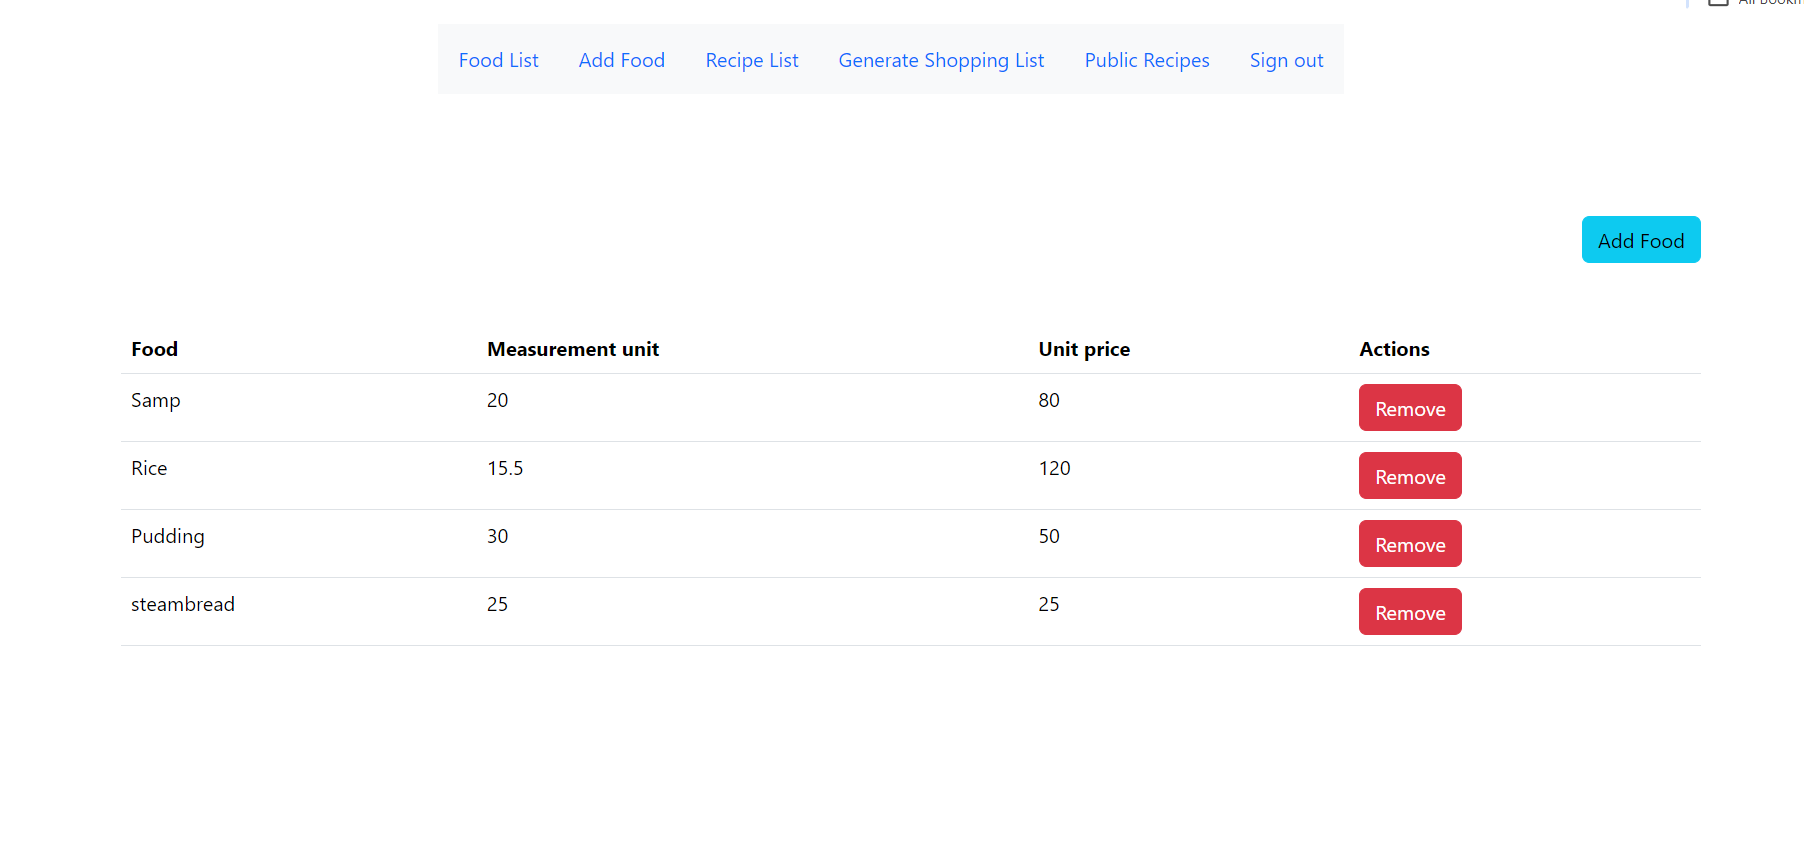 Food List Add Food Recipe List Generate Shopping List Public Recipes Sign out
Add Food
Food Measurement unit Unit price Actions
Samp 20 80 Remove
Rice 15.5 120 Remove
Pudding 30 50 Remove
steambread 25 25 Remove